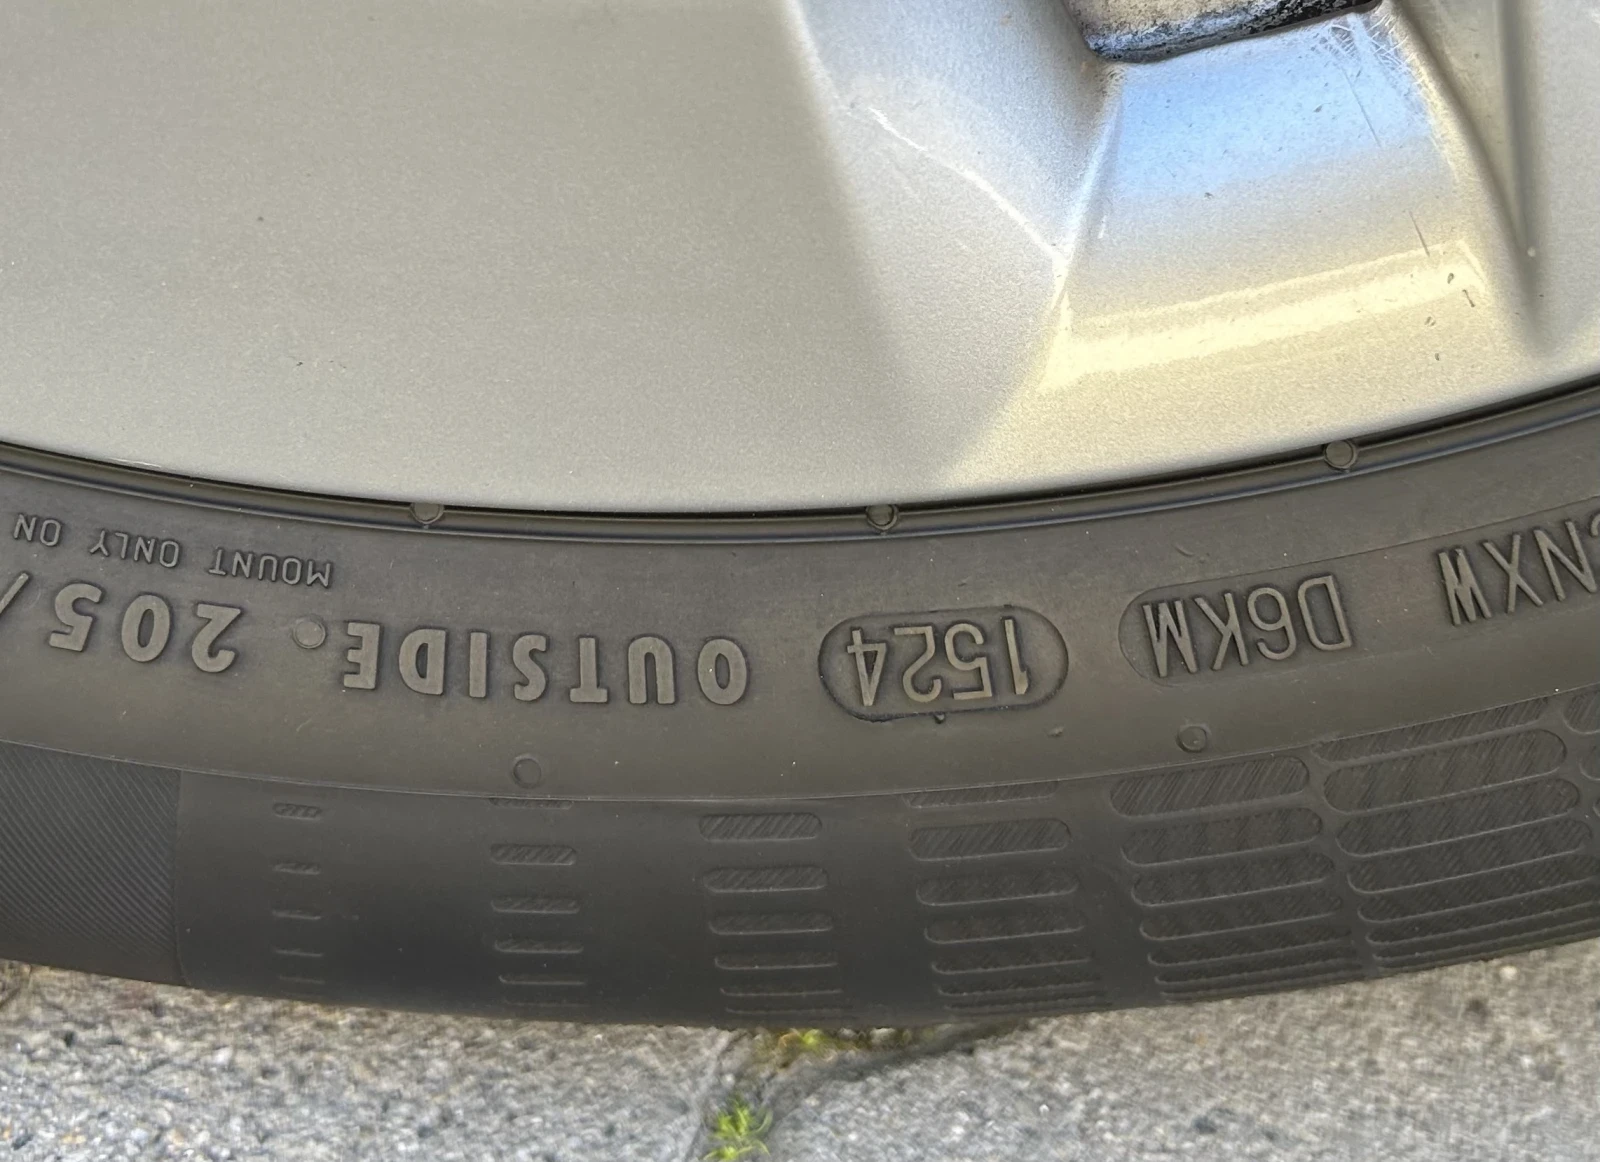 NXW D6KM 1524 OUTSIDE. 205/
MOUNT ONLY ON